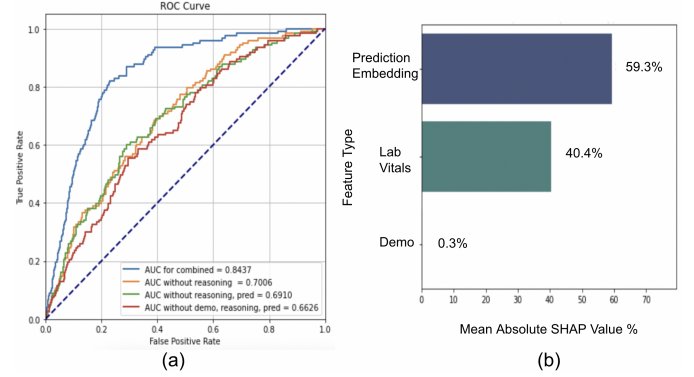 ROC Curve
True Positive Rate
1.0
0.8
0.6
0.4
0.2
0.0
AUC for combined = 0.8437
AUC without reasoning = 0.7006
AUC without reasoning, pred = 0.6910
AUC without demo, reasoning, pred = 0.6626
0.0 0.2 0.4 0.6 0.8 1.0
False Positive Rate
(a)
Feature Type
Prediction
Embedding
59.3%
Lab
Vitals
40.4%
Demo
0.3%
0 10 20 30 40 50 60 70
Mean Absolute SHAP Value %
(b)